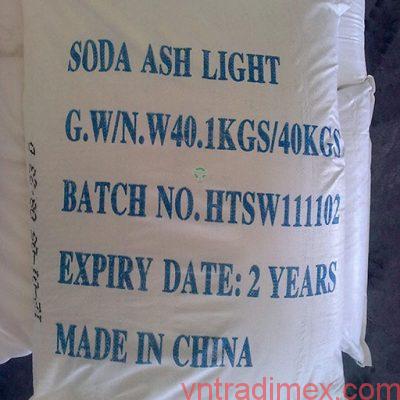 SODA ASH LIGHT
G.W/N.W40.1KGS/40KGS
BATCH NO.HTSW111102
EXPIRY DATE: 2 YEARS
MADE IN CHINA
vntradimex.com